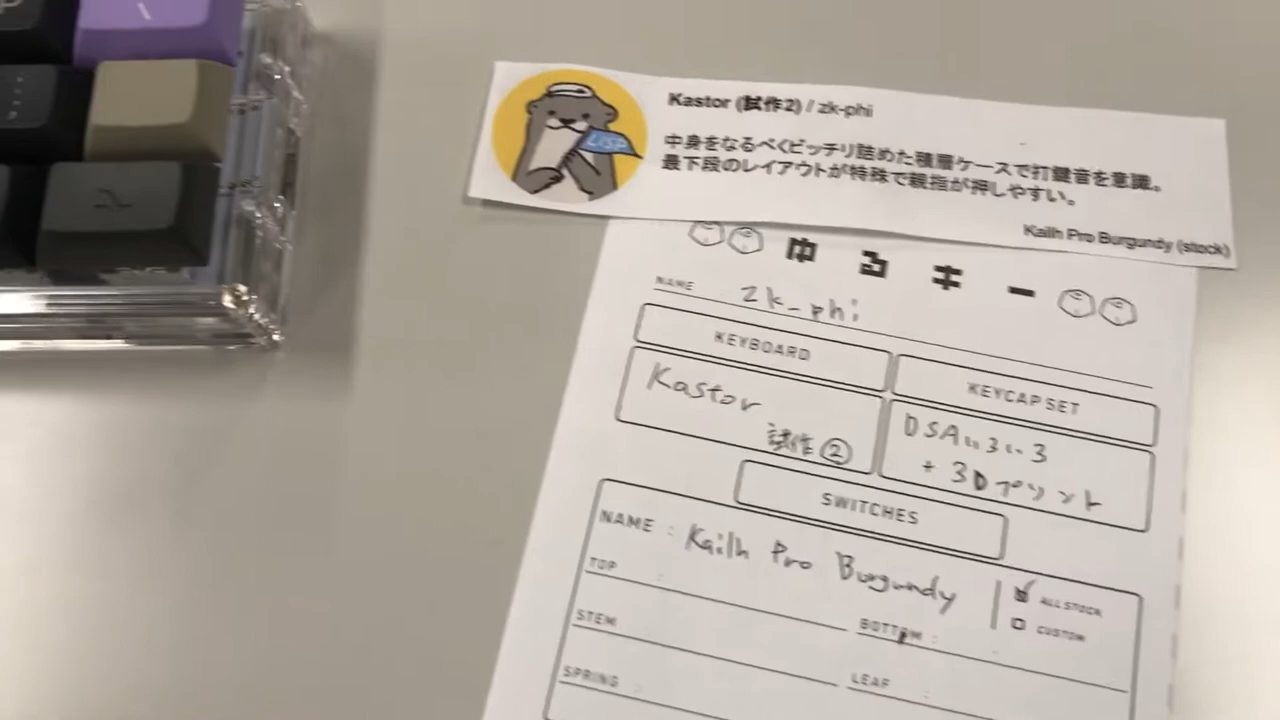 Kastor (試作2) / zk-phi
中身をなるべくピッチリ詰めた積層ケースで打鍵音を意識。
最下段のレイアウトが特殊で親指が押しやすい。
Kailh Pro Burgundy (stock)
LISP
ゆるキー
NAME zk-phi
KEYBOARD
KEYCAP SET
Kastor
試作②
DSAいろいろ
+ 3Dプリント
SWITCHES
NAME : Kailh Pro Burgundy
ALL STOCK
CUSTOM
TOP :
BOTTOM :
STEM
LEAF :
SPRING
P
\